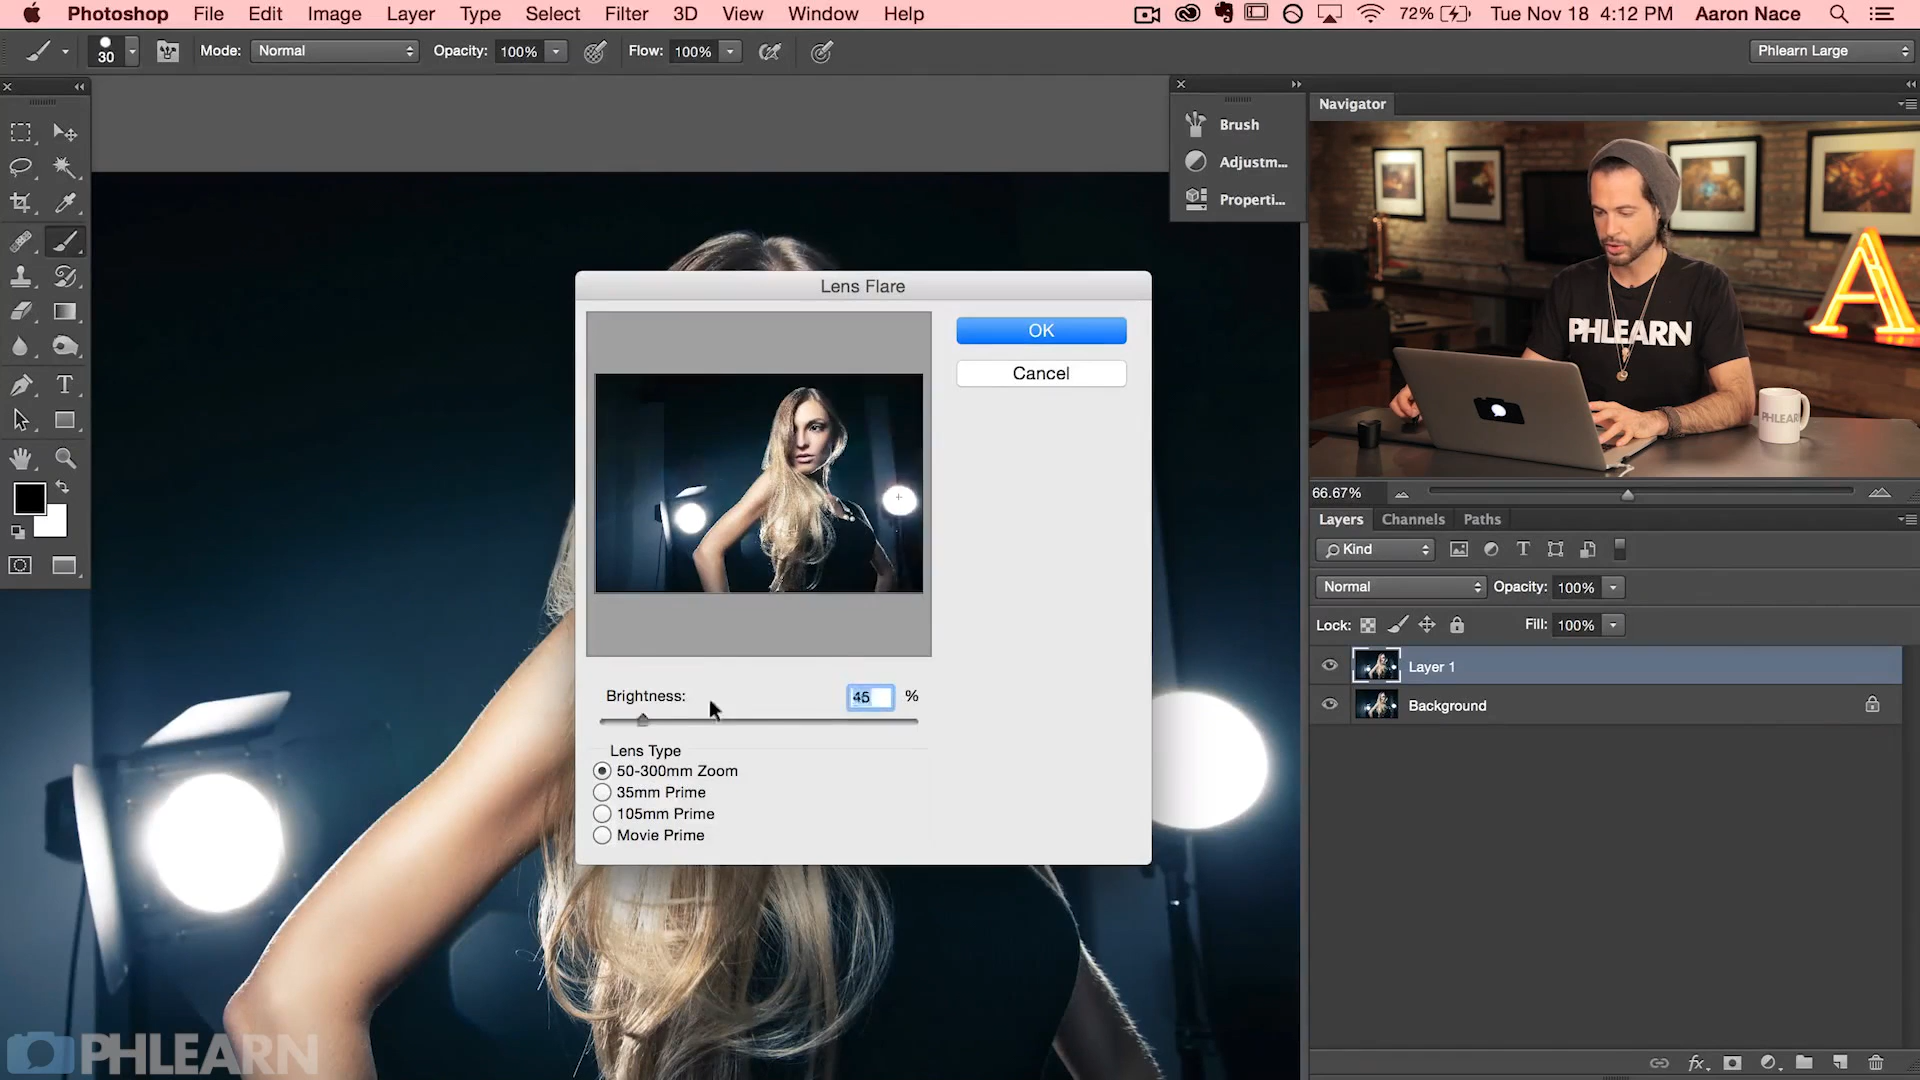 Photoshop File Edit Image Layer Type Select Filter 3D View Window Help 72% Tue Nov 18 4:12 PM Aaron Nace
30 Mode: Normal Opacity: 100% Flow: 100% Phlearn Large
Brush
Adjustm...
Properti...
Navigator
PHLEARN
PHLEARN
A
66.67%
Layers Channels Paths
Kind
Normal Opacity: 100%
Lock: Fill: 100%
Layer 1
Background
fx
T
Lens Flare
OK
Cancel
Brightness: 45 %
Lens Type
50-300mm Zoom
35mm Prime
105mm Prime
Movie Prime
PHLEARN